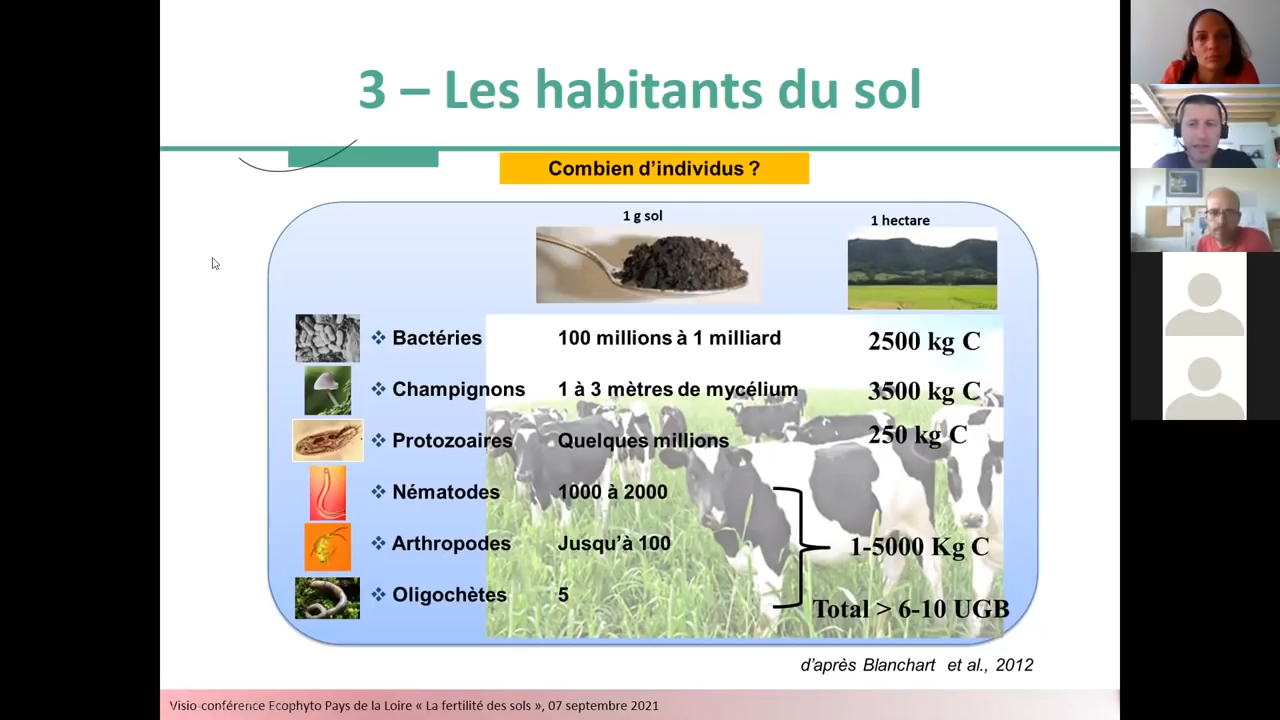 3 – Les habitants du sol
Combien d’individus ?
1 g sol
1 hectare
Bactéries 100 millions à 1 milliard 2500 kg C
Champignons 1 à 3 mètres de mycélium 3500 kg C
Protozoaires Quelques millions 250 kg C
Nématodes 1000 à 2000
Arthropodes Jusqu’à 100 1-5000 Kg C
Oligochètes 5
Total > 6-10 UGB
d’après Blanchart et al., 2012
Visio-conférence Ecophyto Pays de la Loire « La fertilité des sols », 07 septembre 2021